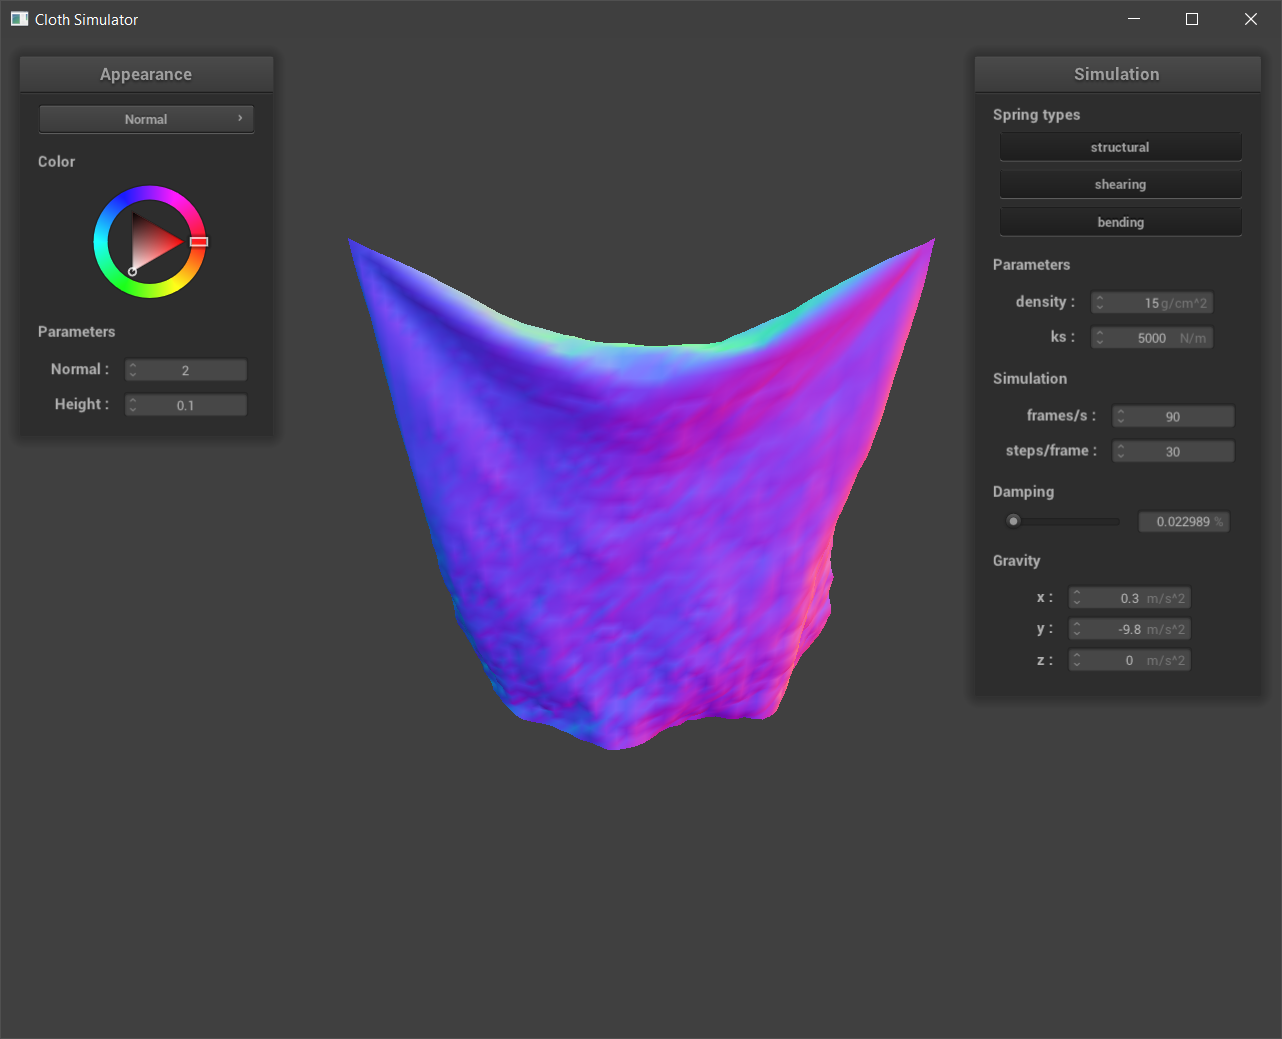 Cloth Simulator
Appearance
Normal
Color
Parameters
Normal : 2
Height : 0.1
Simulation
Spring types
structural
shearing
bending
Parameters
density : 15 g/cm^2
ks : 5000 N/m
Simulation
frames/s : 90
steps/frame : 30
Damping
0.022989 %
Gravity
x : 0.3 m/s^2
y : -9.8 m/s^2
z : 0 m/s^2